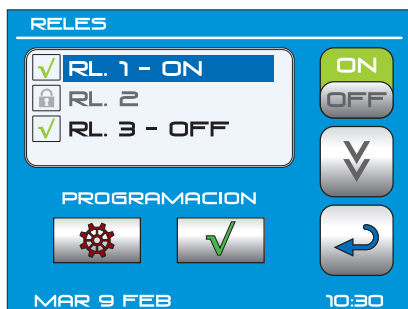 RELES
RL. 1 - ON
RL. 2
RL. 3 - OFF
ON
OFF
PROGRAMACION
MAR 9 FEB
10:30